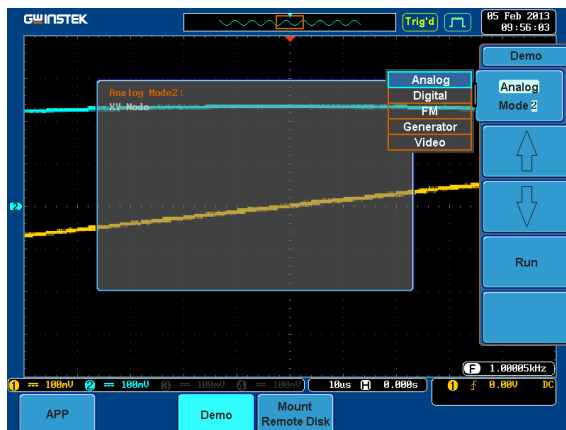 GWINSTEK
Trig'd
05 Feb 2013
09:56:03
Demo
Analog
Mode 2
Analog
Digital
FM
Generator
Video
Analog Mode2:
XY Mode
2
Run
F 1.00005kHz
1 100mV 2 100mV 3 100mV 4 100mV 10us H 0.000s 1 0.00V DC
APP
Demo
Mount
Remote Disk